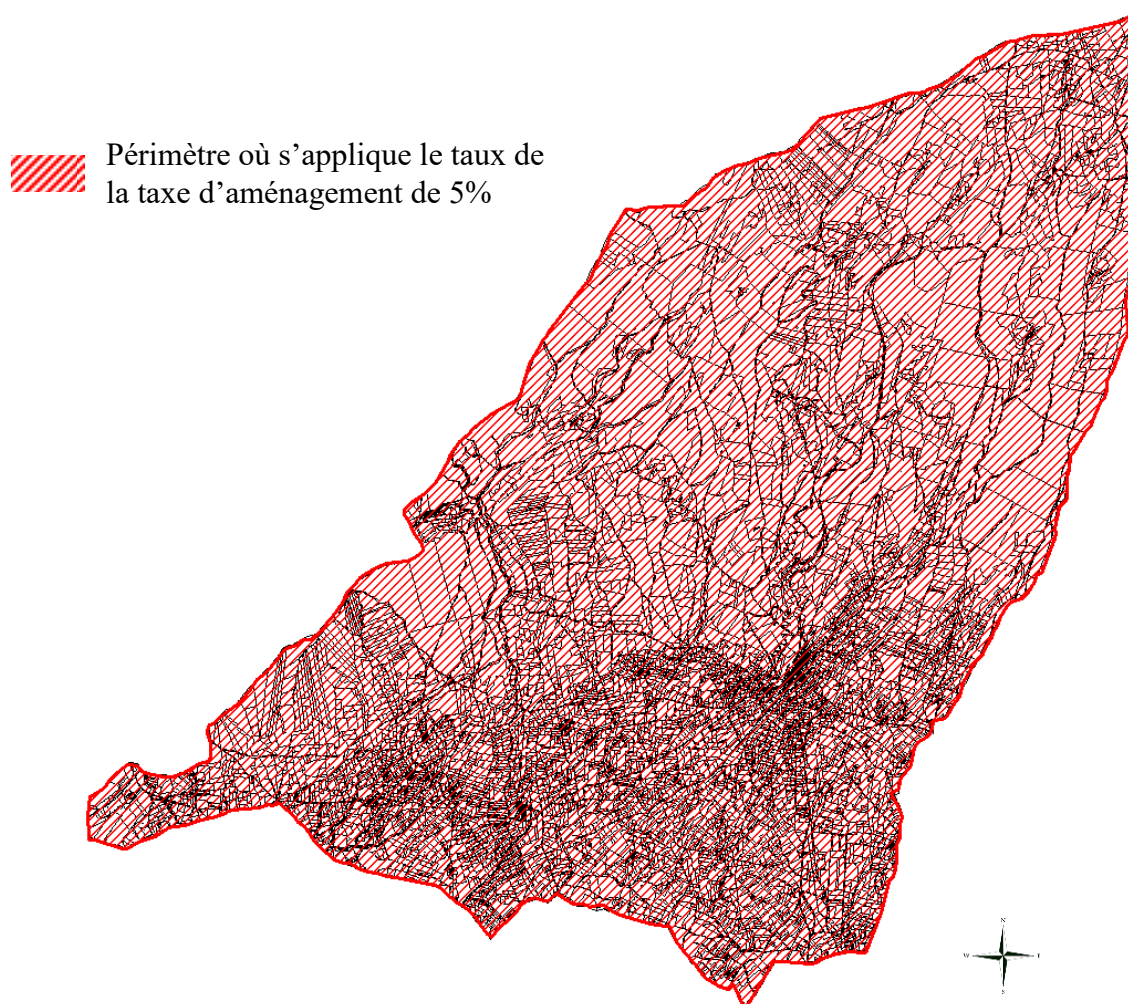 Périmètre où s’applique le taux de
la taxe d’aménagement de 5%
N
W
S